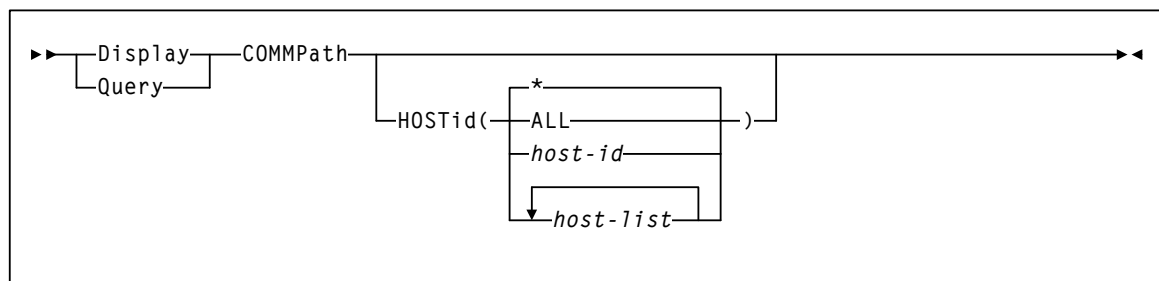 Display COMMPath
Query
*
HOSTid( ALL )
host-id
host-list